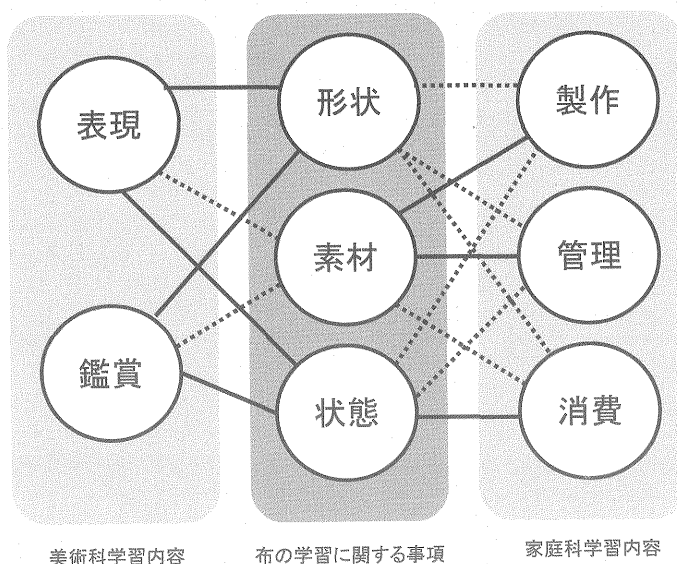 表現
鑑賞
形状
素材
状態
製作
管理
消費
美術科学習内容
布の学習に関する事項
家庭科学習内容